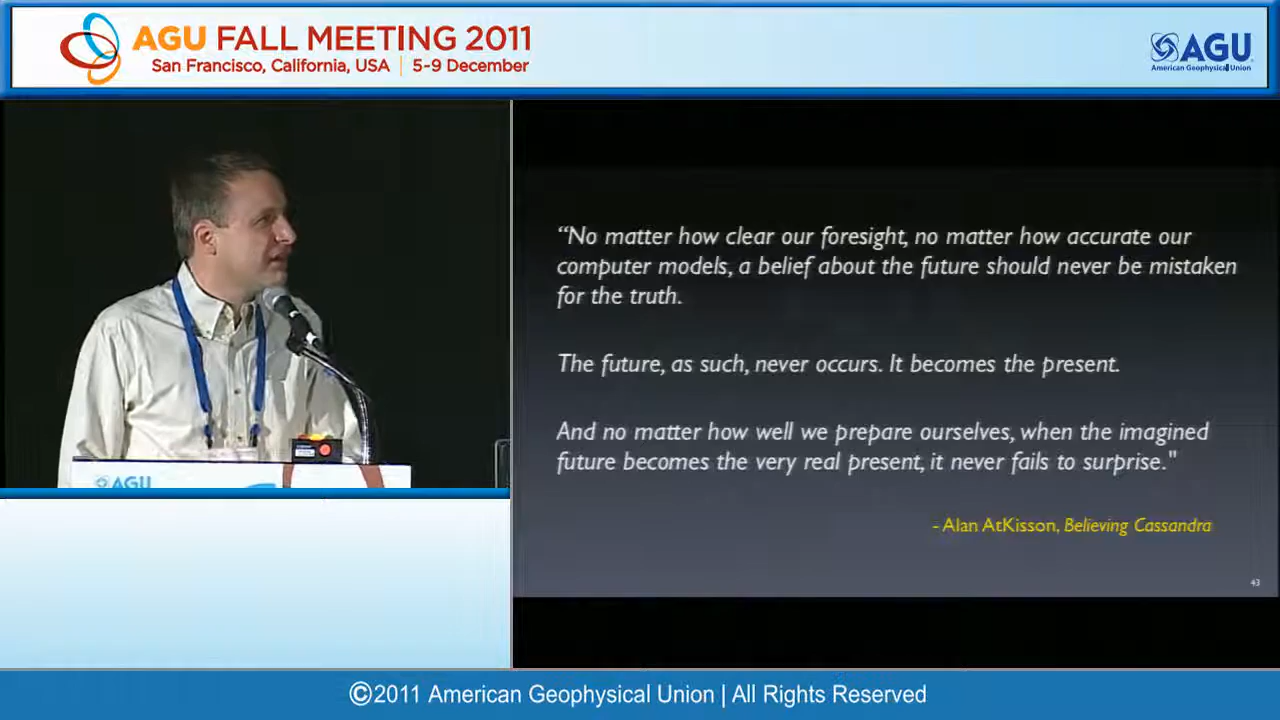 AGU FALL MEETING 2011
San Francisco, California, USA | 5-9 December
AGU
American Geophysical Union
“No matter how clear our foresight, no matter how accurate our
computer models, a belief about the future should never be mistaken
for the truth.
The future, as such, never occurs. It becomes the present.
And no matter how well we prepare ourselves, when the imagined
future becomes the very real present, it never fails to surprise."
- Alan AtKisson, Believing Cassandra
43
AGU
©2011 American Geophysical Union | All Rights Reserved